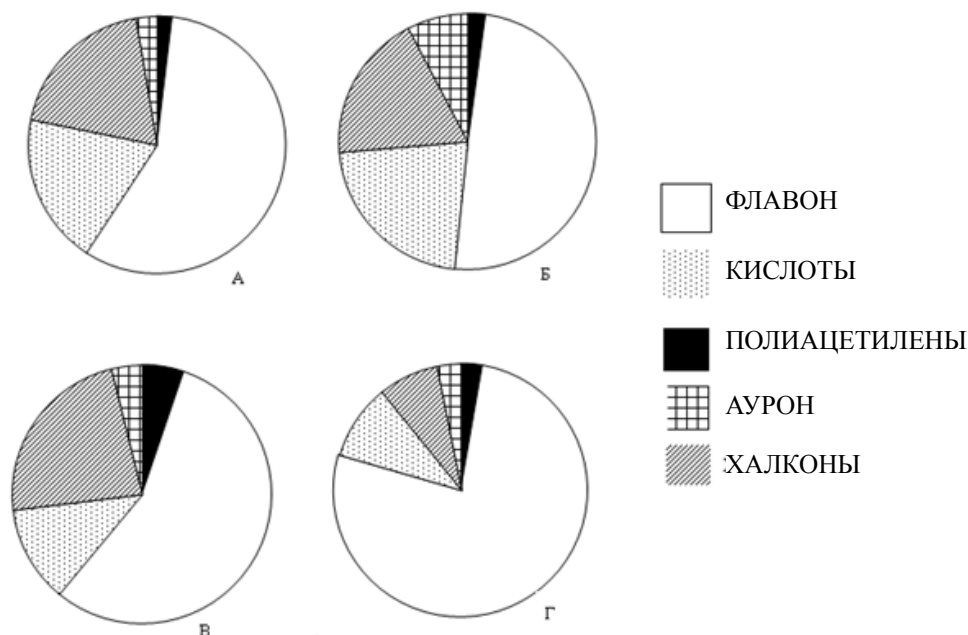 А
Б
В
Г
ФЛАВОН
КИСЛОТЫ
ПОЛИАЦЕТИЛЕНЫ
АУРОН
ХАЛКОНЫ